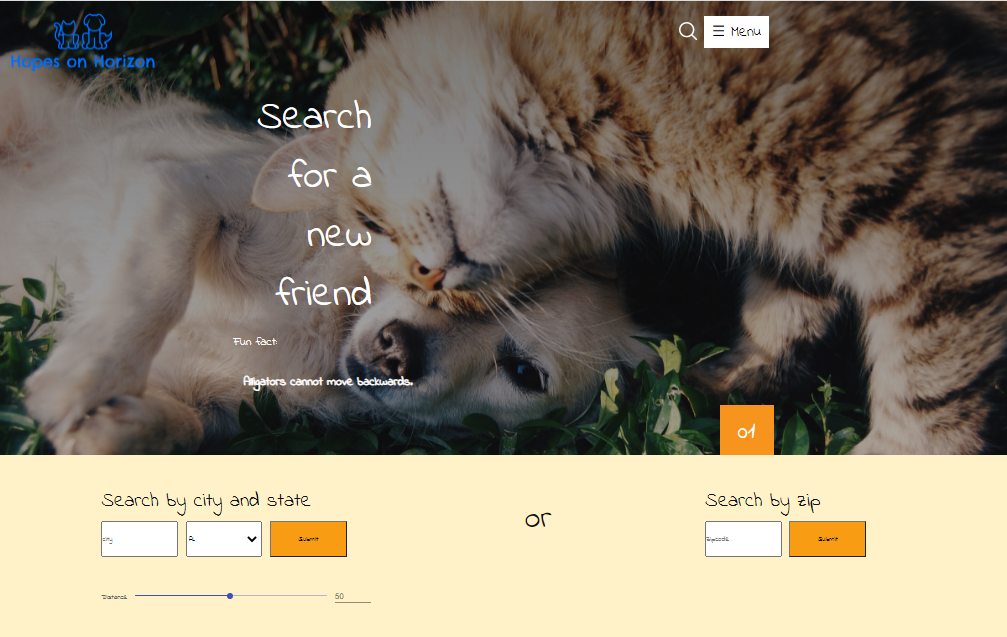 Hopes on Horizon
☰ Menu
Search
for a
new
friend
Fun fact:
Alligators cannot move backwards.
01
Search by city and state
or
Search by zip
city
AL
Submit
Zipcode
Submit
Distance
50